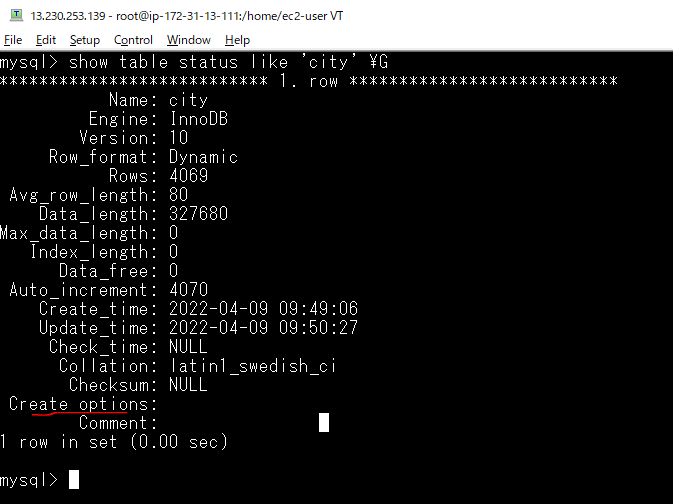 13.230.253.139 - root@ip-172-31-13-111:/home/ec2-user VT
File Edit Setup Control Window Help
mysql> show table status like 'city' ¥G
*************************** 1. row ***************************
Name: city
Engine: InnoDB
Version: 10
Row_format: Dynamic
Rows: 4069
Avg_row_length: 80
Data_length: 327680
Max_data_length: 0
Index_length: 0
Data_free: 0
Auto_increment: 4070
Create_time: 2022-04-09 09:49:06
Update_time: 2022-04-09 09:50:27
Check_time: NULL
Collation: latin1_swedish_ci
Checksum: NULL
Create_options:
Comment:
1 row in set (0.00 sec)
mysql>